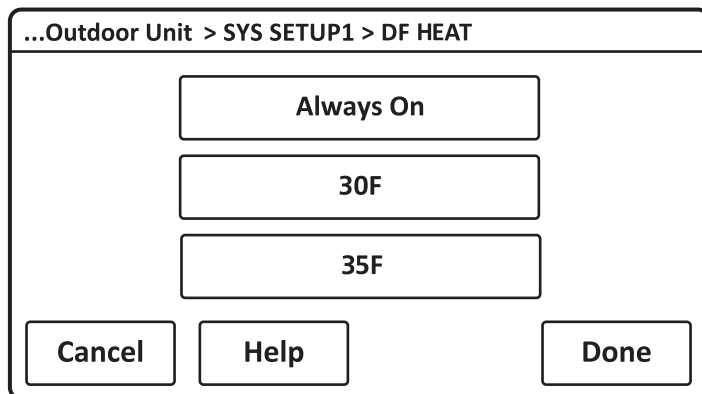 ...Outdoor Unit > SYS SETUP1 > DF HEAT
Always On
30F
35F
Cancel Help Done